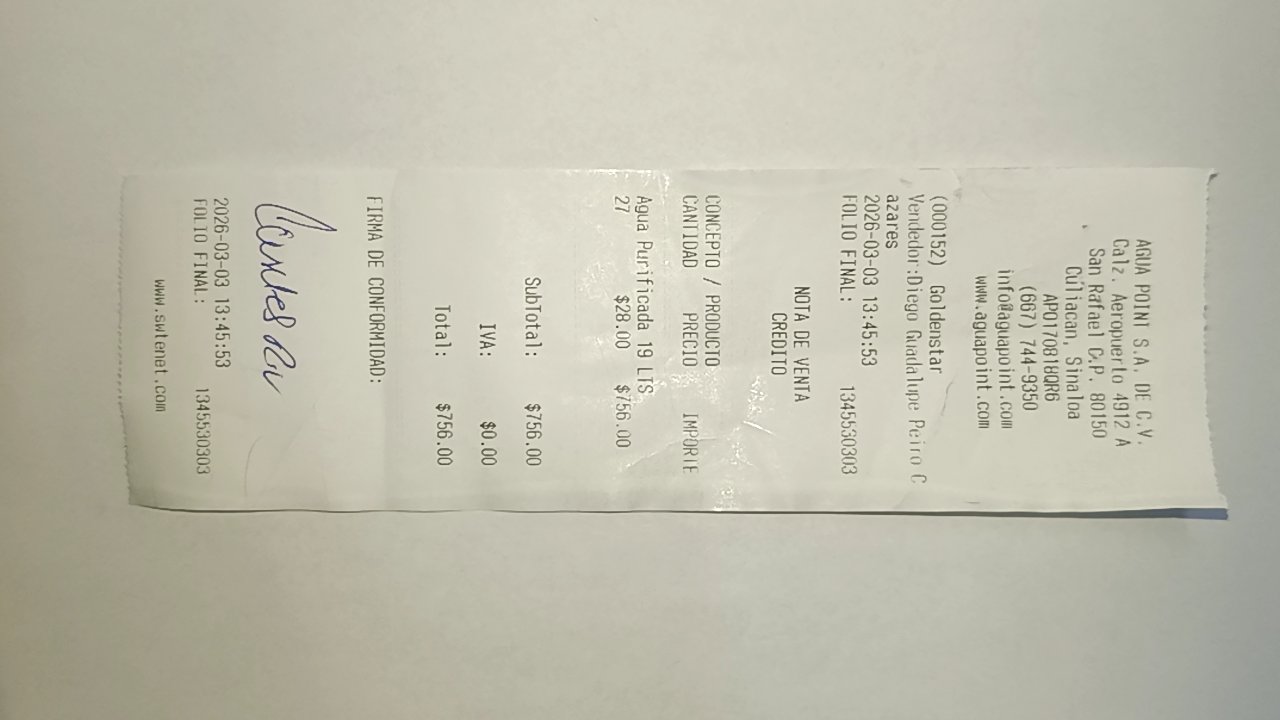 AGUA POINT S.A. DE C.V.
Calz. Aeropuerto 4912 A
San Rafael C.P. 80150
Culiacan, Sinaloa
APO170818QR6
(667) 744-9350
info@aguapoint.com
www.aguapoint.com
(000152) Goldenstar
Vendedor:Diego Guadalupe Peiro C
azares
2026-03-03 13:45:53
FOLIO FINAL: 1345530303
NOTA DE VENTA
CREDITO
CONCEPTO / PRODUCTO
CANTIDAD PRECIO IMPORTE
Agua Purificada 19 LTS
27 $28.00 $756.00
SubTotal: $756.00
IVA: $0.00
Total: $756.00
FIRMA DE CONFORMIDAD:
2026-03-03 13:45:53
FOLIO FINAL: 1345530303
www.swtenet.com